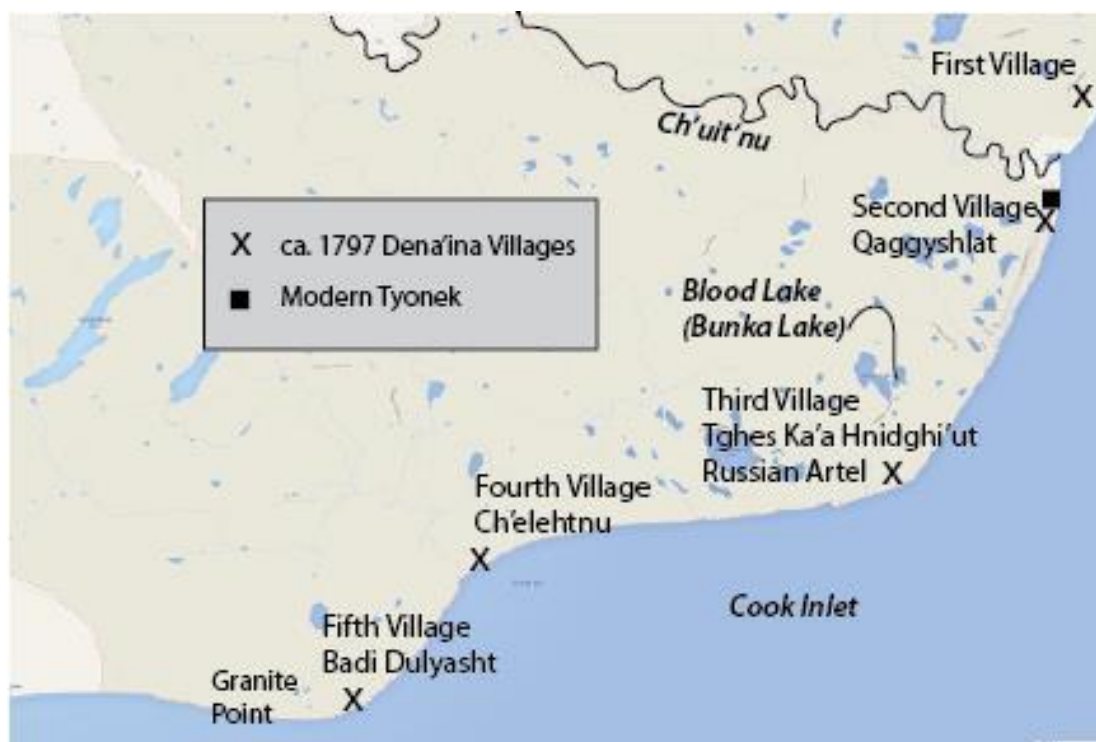 First Village
Ch'uit'nu
Second Village
Qaggyshlat
X ca. 1797 Dena'ina Villages
Modern Tyonek
Blood Lake
(Bunka Lake)
Third Village
Tghes Ka'a Hnidghi'ut
Russian Artel
Fourth Village
Ch'elehtnu
Cook Inlet
Fifth Village
Badi Dulyasht
Granite
Point